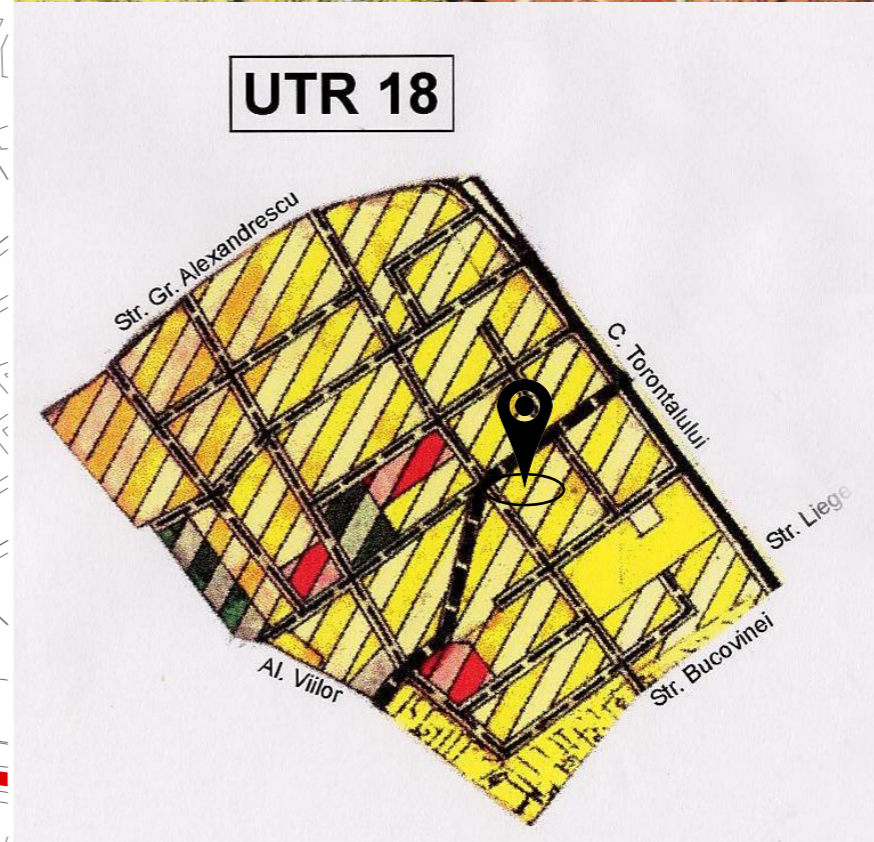 UTR 18
Str. Gr. Alexandrescu
C. Torontalului
Str. Liege
Al. Viilor
Str. Bucovinei